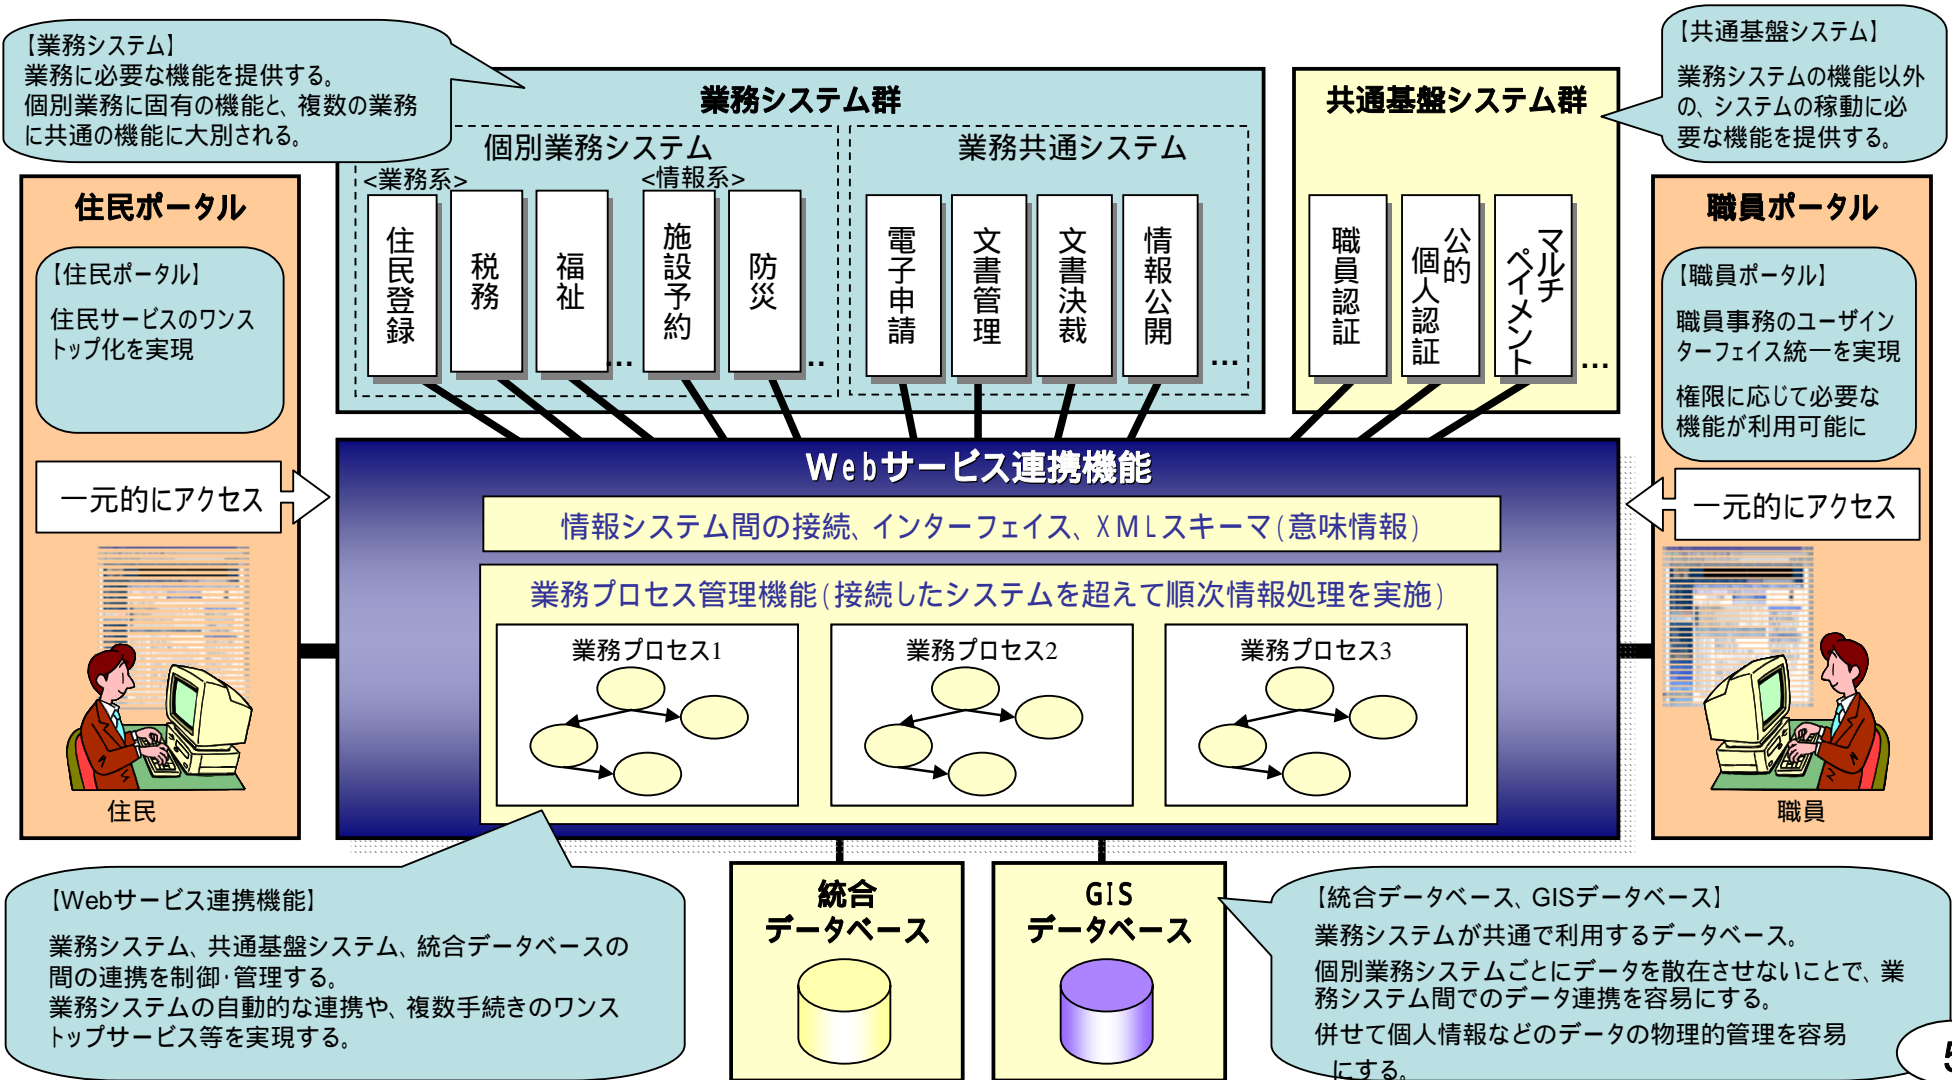 【業務システム】
業務に必要な機能を提供する。
個別業務に固有の機能と、複数の業務
に共通の機能に大別される。
業務システム群
個別業務システム
<業務系>
<情報系>
住民登録
税務
福祉
…
施設予約
防災
..
業務共通システム
電子申請
文書管理
文書決裁
情報公開
…
共通基盤システム群
職員認証
公的
個人認証
マルチ
ペイメント
…
【共通基盤システム】
業務システムの機能以外
の、システムの稼動に必
要な機能を提供する。
住民ポータル
【住民ポータル】
住民サービスのワンス
トップ化を実現
一元的にアクセス
住民
職員ポータル
【職員ポータル】
職員事務のユーザイン
ターフェイス統一を実現
権限に応じて必要な
機能が利用可能に
一元的にアクセス
職員
Webサービス連携機能
情報システム間の接続、インターフェイス、XMLスキーマ(意味情報)
業務プロセス管理機能(接続したシステムを超えて順次情報処理を実施)
業務プロセス1
業務プロセス2
業務プロセス3
【Webサービス連携機能】
業務システム、共通基盤システム、統合データベースの
間の連携を制御・管理する。
業務システムの自動的な連携や、複数手続きのワンス
トップサービス等を実現する。
統合
データベース
GIS
データベース
【統合データベース、GISデータベース】
業務システムが共通で利用するデータベース。
個別業務システムごとにデータを散在させないことで、業
務システム間でのデータ連携を容易にする。
併せて個人情報などのデータの物理的管理を容易
にする。
5